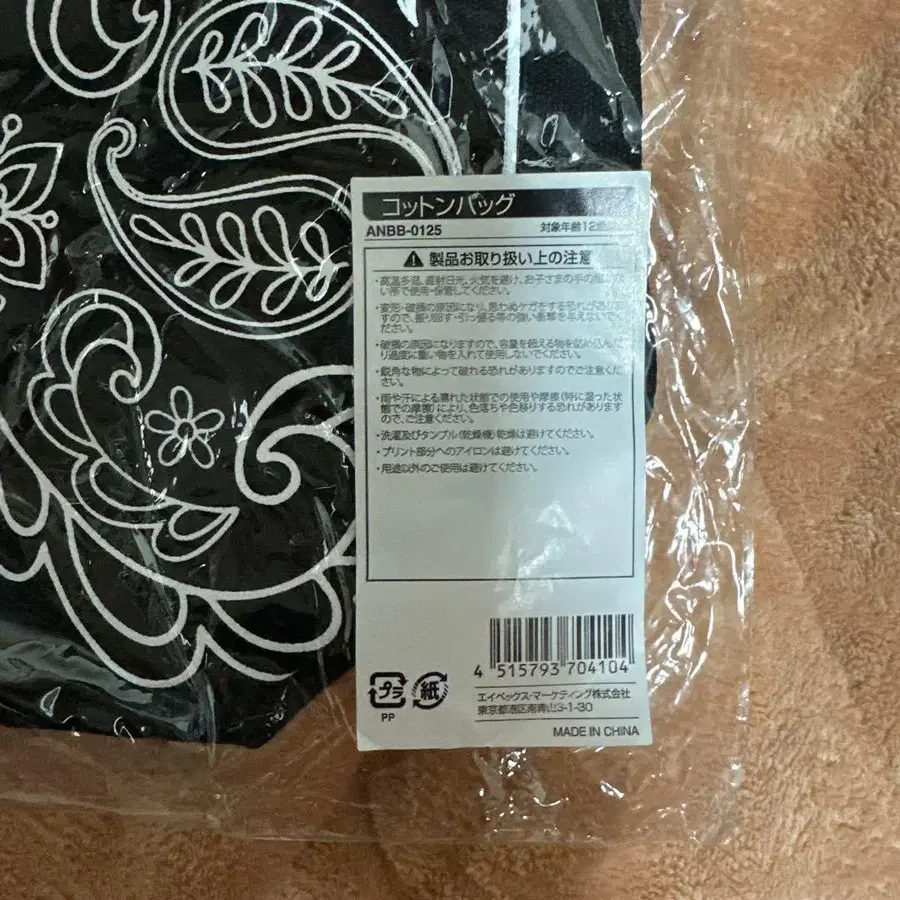 コットンバッグ
ANBB-0125 対象年齢12歳
⚠ 製品お取り扱い上の注意
・高温多湿、直射日光、火気を避け、お子さまの手の届かない
所で使用・保管してください。
・変形・破損の原因になり、思わぬケガをする恐れがありま
すので、振り回す・引っ張る等の強い衝撃を与えないでく
ださい。
・破損の原因になりますので、容量を超える物を詰め込んだ
り過度に重い物を入れて使用しないでください。
・鋭角な物によって破れる恐れがありますのでご注意くだ
さい。
・雨や汗による濡れた状態での使用や摩擦(特に湿った状
態での摩擦)により、色落ちや色移りする恐れがあります
ので、ご注意ください。
・洗濯及びタンブル(乾燥機)乾燥は避けてください。
・プリント部分へのアイロンは避けてください。
・用途以外のご使用は避けてください。
4 515793 704104
プラ
PP
紙
エイベックス・マーケティング株式会社
東京都港区南青山3-1-30
MADE IN CHINA